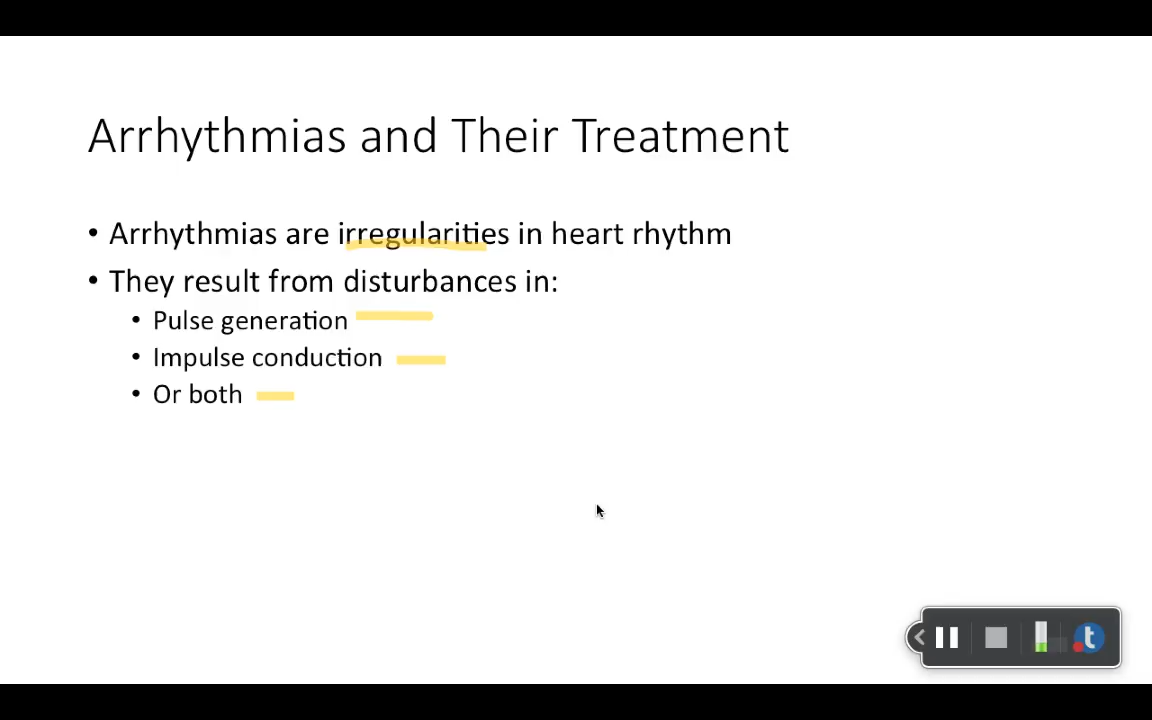 Arrhythmias and Their Treatment
• Arrhythmias are irregularities in heart rhythm
• They result from disturbances in:
• Pulse generation
• Impulse conduction
• Or both
t